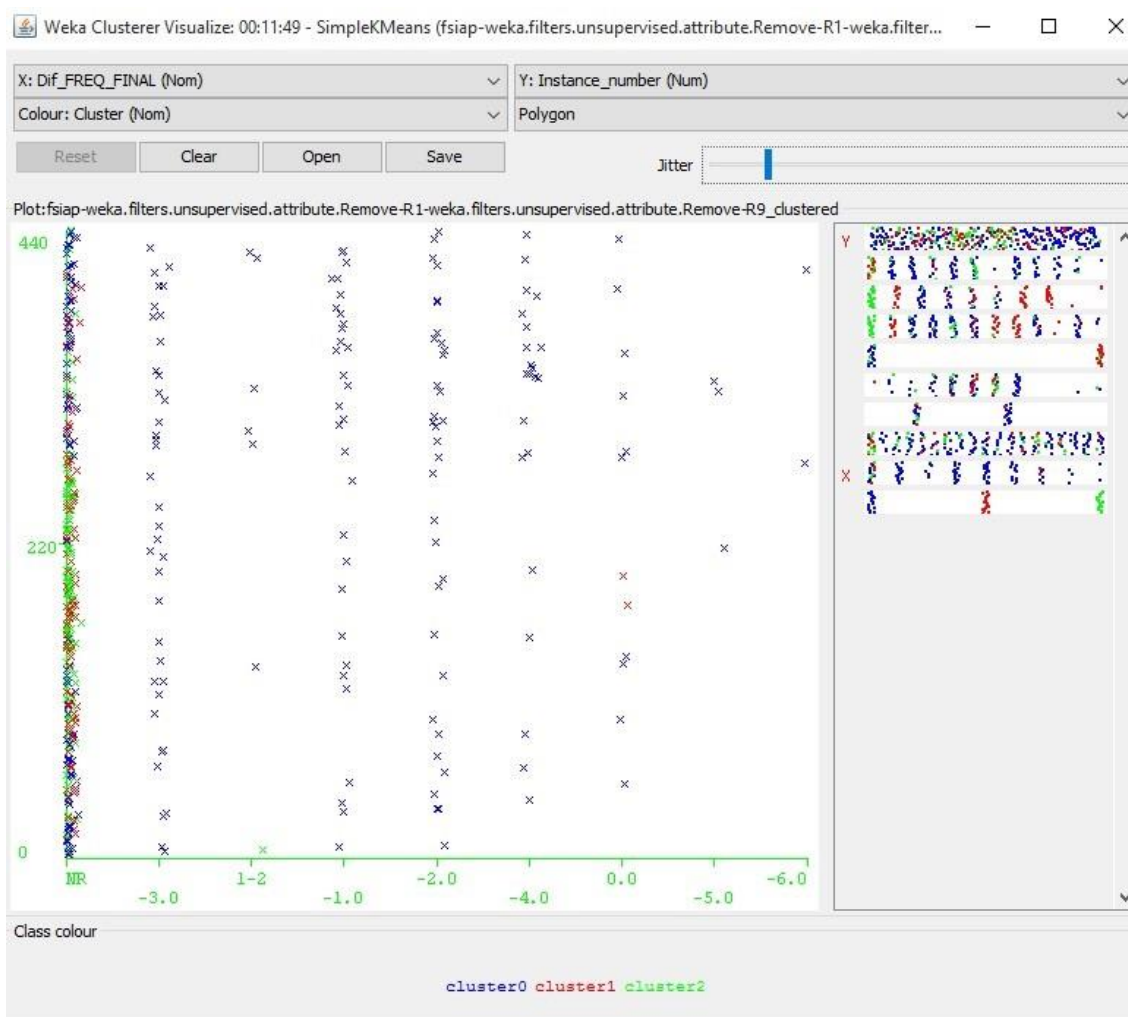 Weka Clusterer Visualize: 00:11:49 - SimpleKMeans (fsiap-weka.filters.unsupervised.attribute.Remove-R1-weka.filter...
X: Dif_FREQ_FINAL (Nom) Y: Instance_number (Num)
Colour: Cluster (Nom) Polygon
Reset Clear Open Save Jitter
Plot:fsiap-weka.filters.unsupervised.attribute.Remove-R1-weka.filters.unsupervised.attribute.Remove-R9_clustered
440
Y
X
220
0
NR 1-2 -2.0 0.0 -6.0
-3.0 -1.0 -4.0 -5.0
Class colour
cluster0 cluster1 cluster2